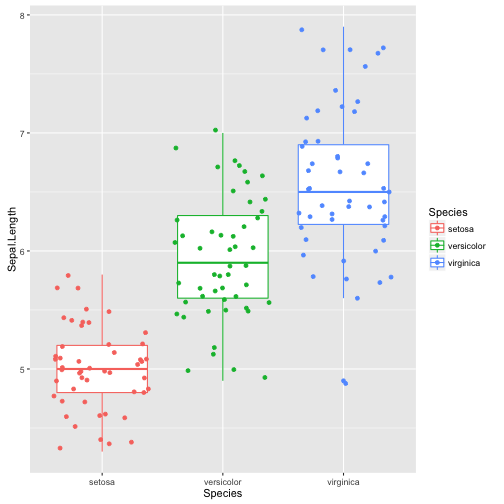 8
7
6
5
Sepal.Length
setosa
versicolor
virginica
Species
Species
setosa
versicolor
virginica